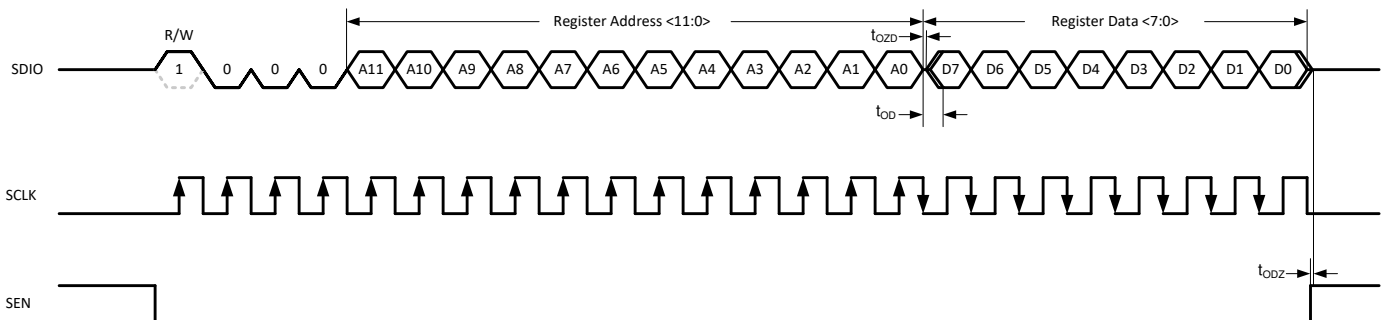 Register Address <11:0> Register Data <7:0>
R/W tOZD
SDIO 1 0 0 0 A11 A10 A9 A8 A7 A6 A5 A4 A3 A2 A1 A0 D7 D6 D5 D4 D3 D2 D1 D0
tOD
SCLK
tODZ
SEN